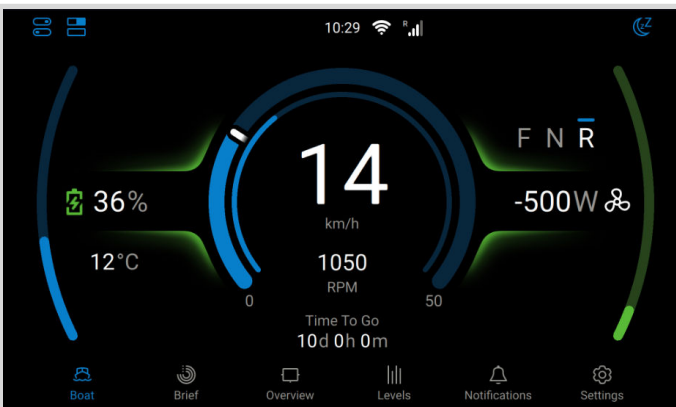 10:29 R
zZ
F N R
14
36%
-500W
km/h
12°C
1050
RPM
0
50
Time To Go
10d 0h 0m
Boat Brief Overview Levels Notifications Settings